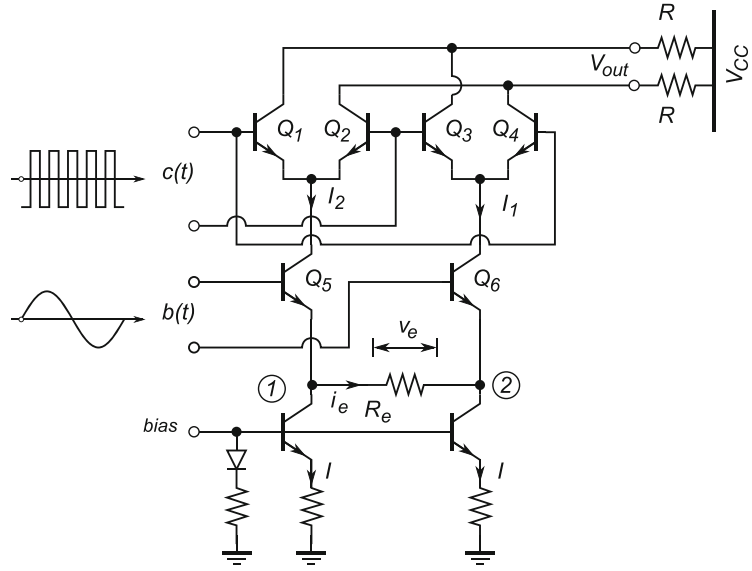 R
V_out
V_CC
R
Q_1
Q_2
Q_3
Q_4
c(t)
I_2
I_1
Q_5
Q_6
b(t)
v_e
1
2
i_e
R_e
bias
I
I